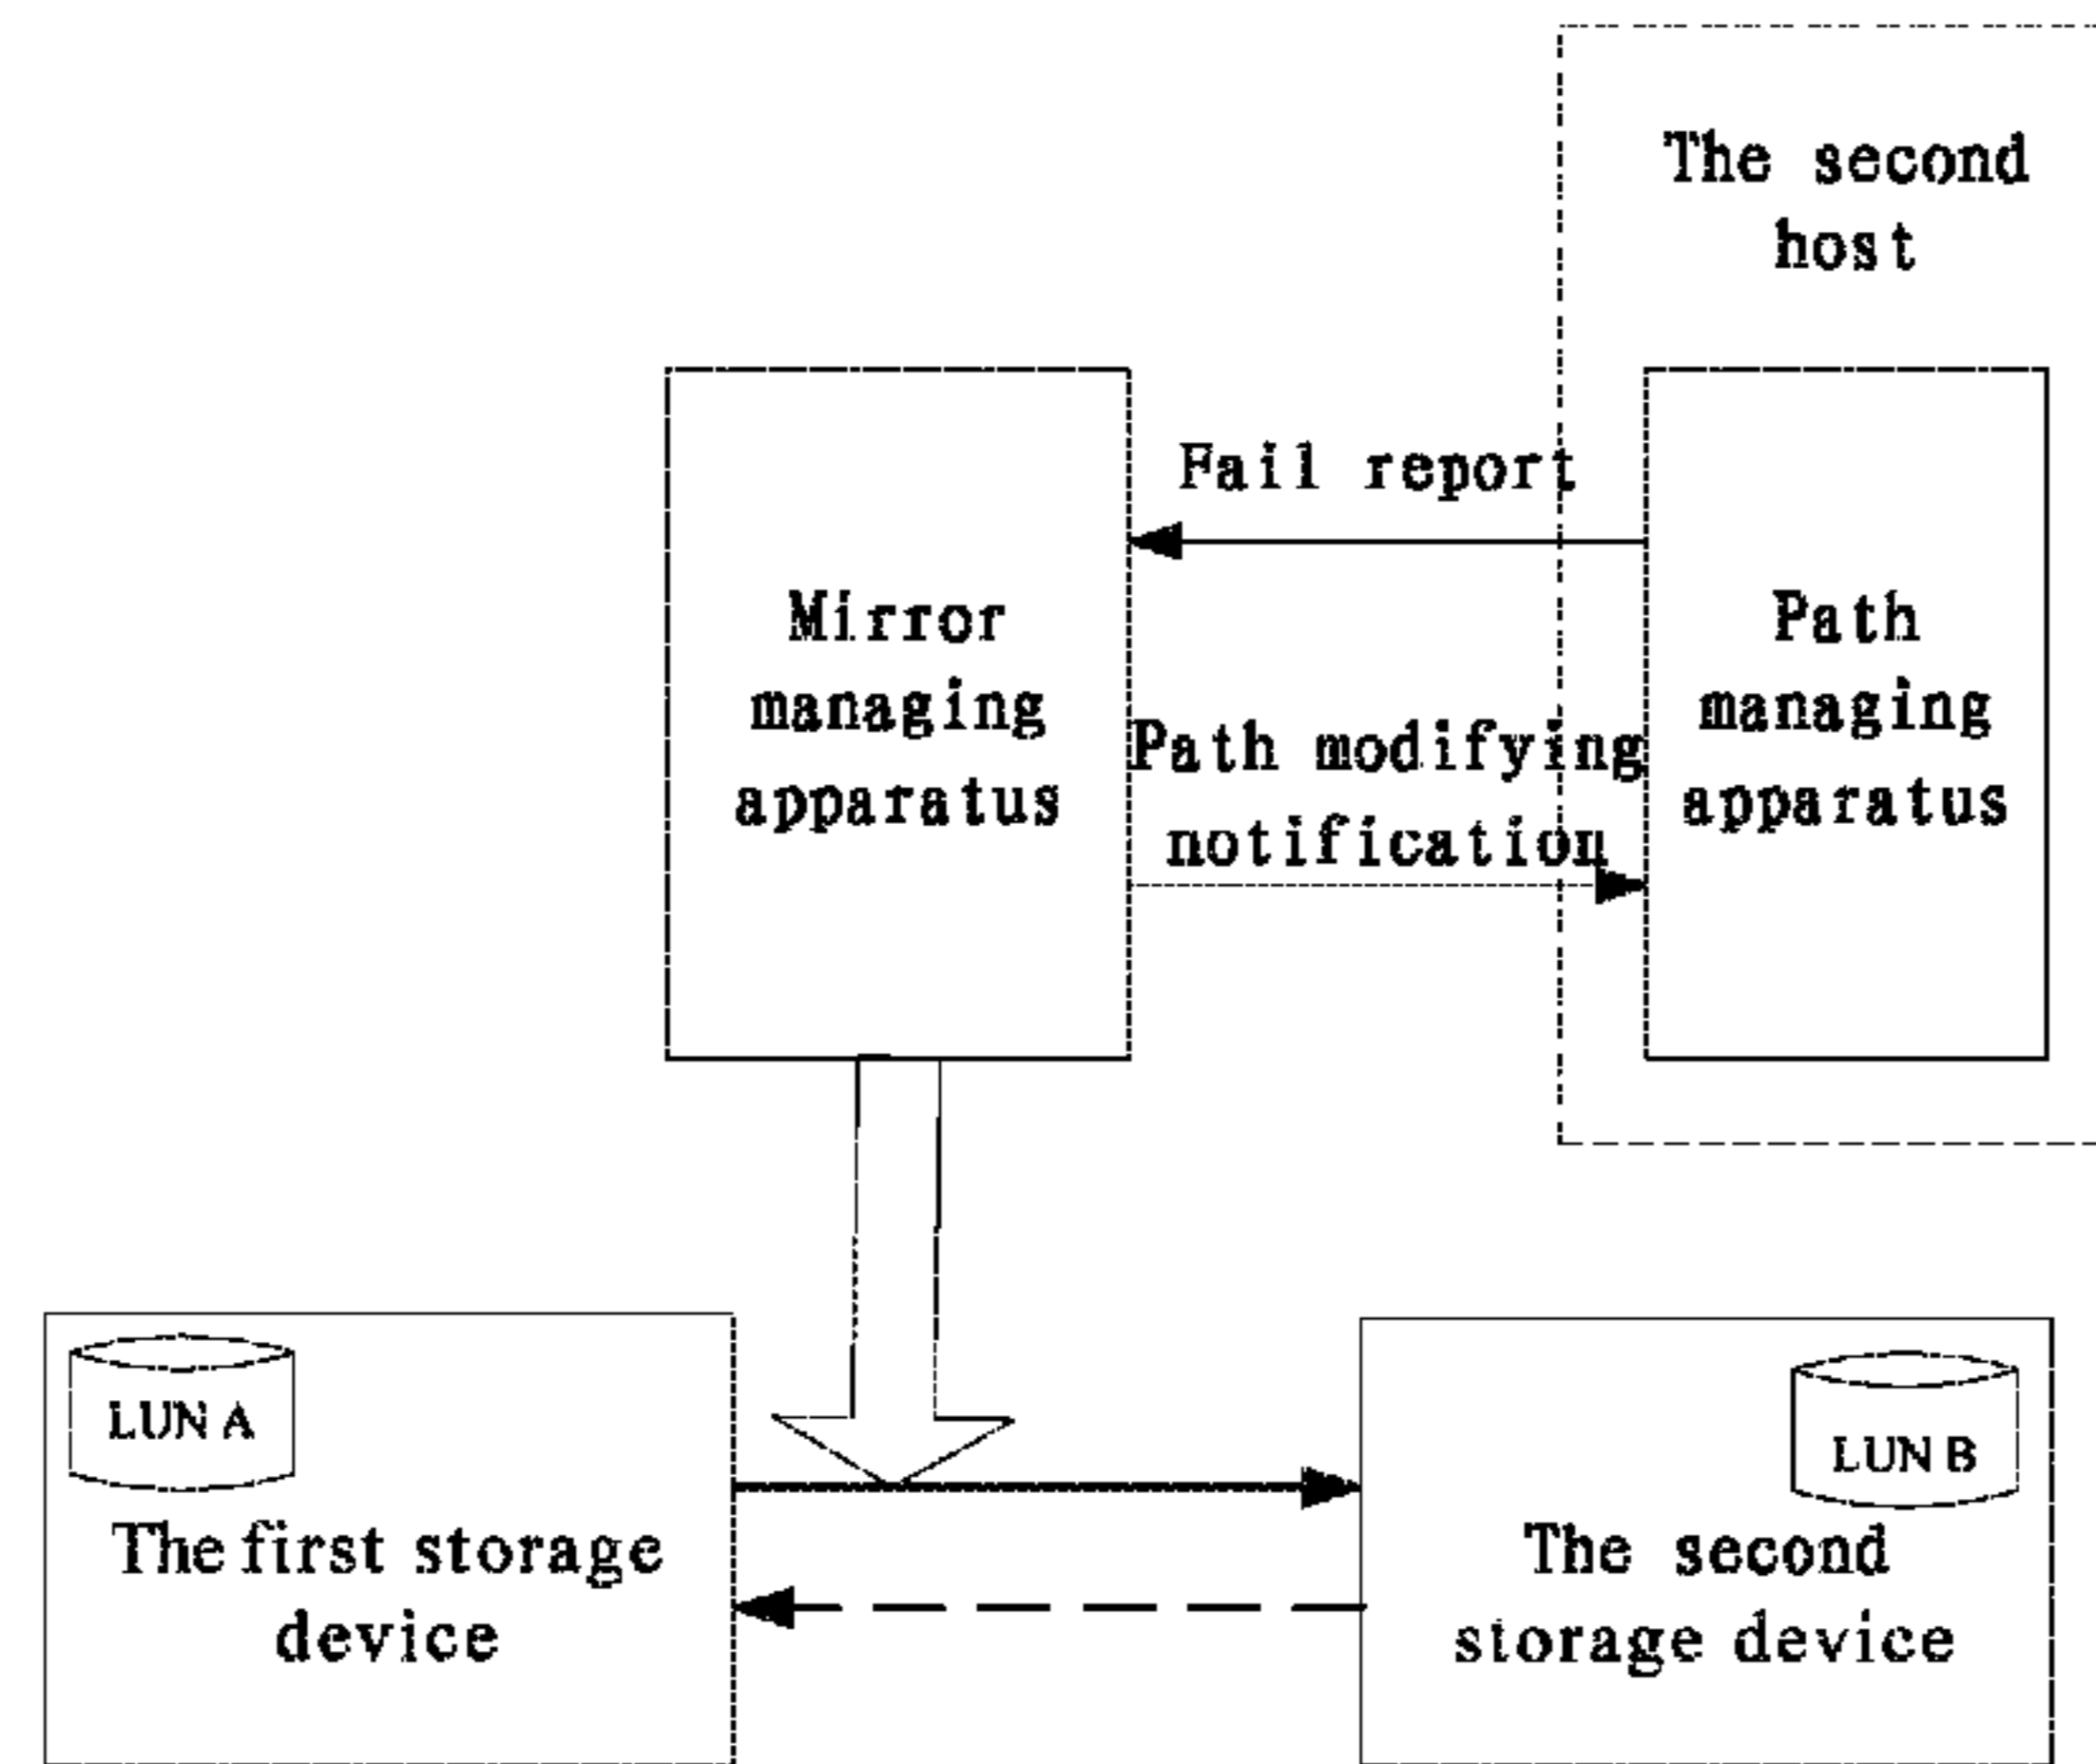 The second
host
Fail report
Mirror
managing
apparatus
Path modifying
notification
Path
managing
apparatus
LUN A
The first storage
device
LUN B
The second
storage device